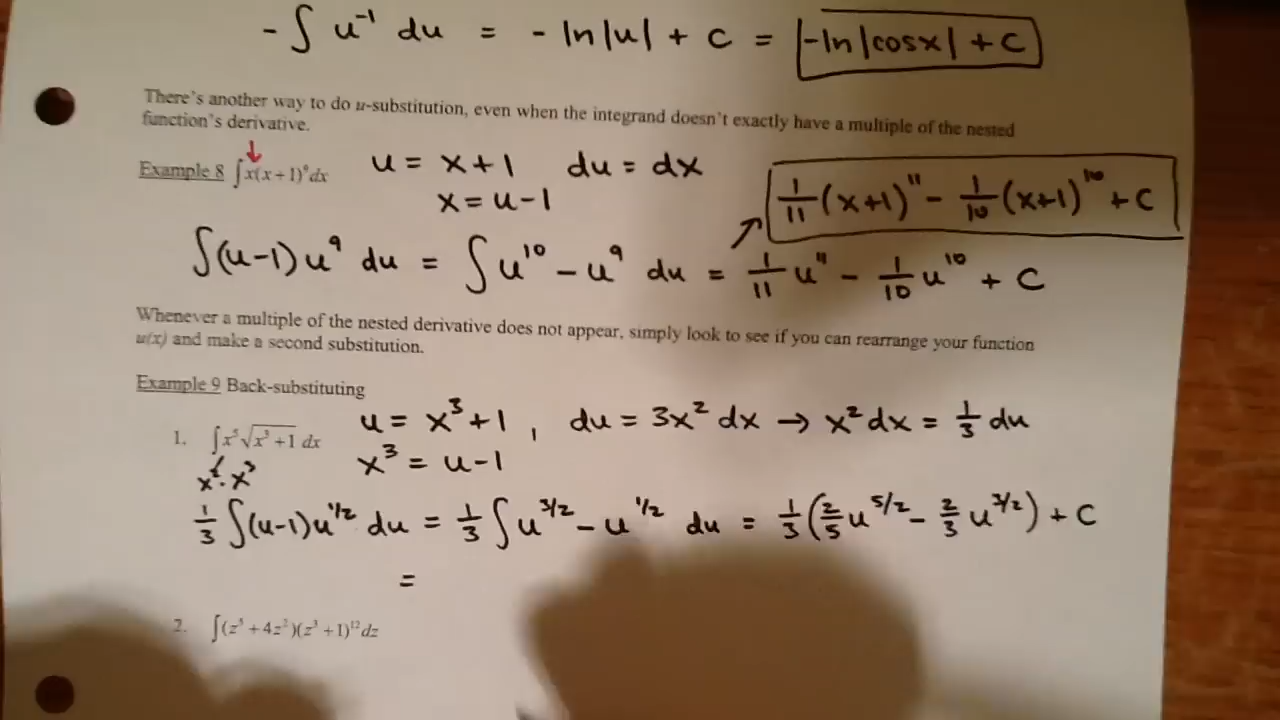 -∫ u⁻¹ du = - ln|u| + C = -ln|cosx| + C
There's another way to do u-substitution, even when the integrand doesn't exactly have a multiple of the nested
function's derivative.
Example 8 ∫x(x+1)⁹dx
u = x+1 du = dx
x = u-1
1/11(x+1)¹¹ - 1/10(x+1)¹⁰ + C
∫(u-1)u⁹ du = ∫u¹⁰ - u⁹ du = 1/11 u¹¹ - 1/10 u¹⁰ + C
Whenever a multiple of the nested derivative does not appear, simply look to see if you can rearrange your function
u(x) and make a second substitution.
Example 9 Back-substituting
1. ∫x⁵√(x³+1) dx
u = x³+1, du = 3x² dx → x² dx = 1/3 du
x³ = u-1
x²·x³
1/3 ∫(u-1)u^1/2 du = 1/3 ∫u^3/2 - u^1/2 du = 1/3(2/5 u^5/2 - 2/3 u^3/2) + C
=
2. ∫(z⁵+4z²)(z³+1)¹²dz